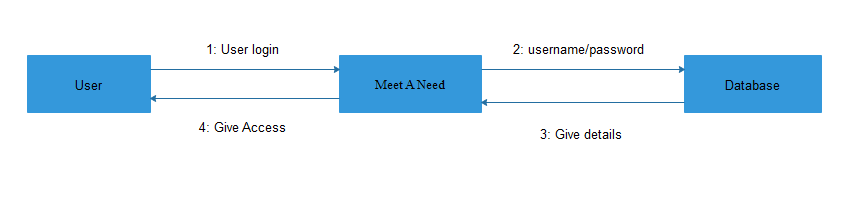 1: User login
2: username/password
User
Meet A Need
Database
4: Give Access
3: Give details